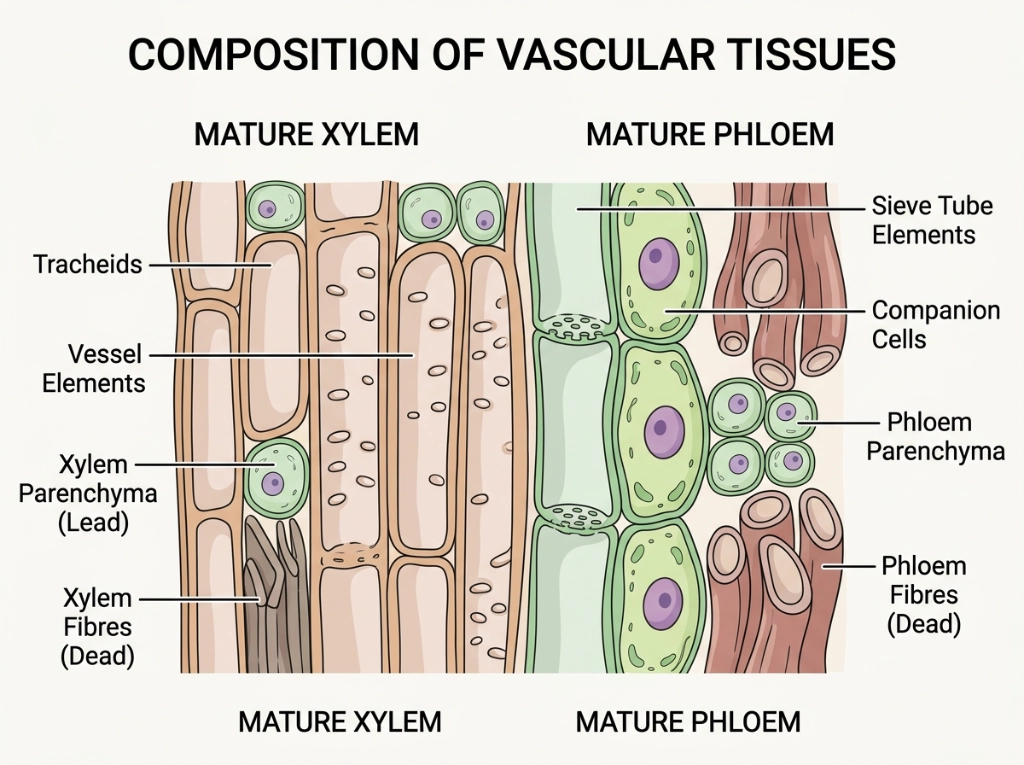 COMPOSITION OF VASCULAR TISSUES
MATURE XYLEM
MATURE PHLOEM
Tracheids
Vessel
Elements
Xylem
Parenchyma
(Lead)
Xylem
Fibres
(Dead)
Sieve Tube
Elements
Companion
Cells
Phloem
Parenchyma
Phloem
Fibres
(Dead)
MATURE XYLEM
MATURE PHLOEM